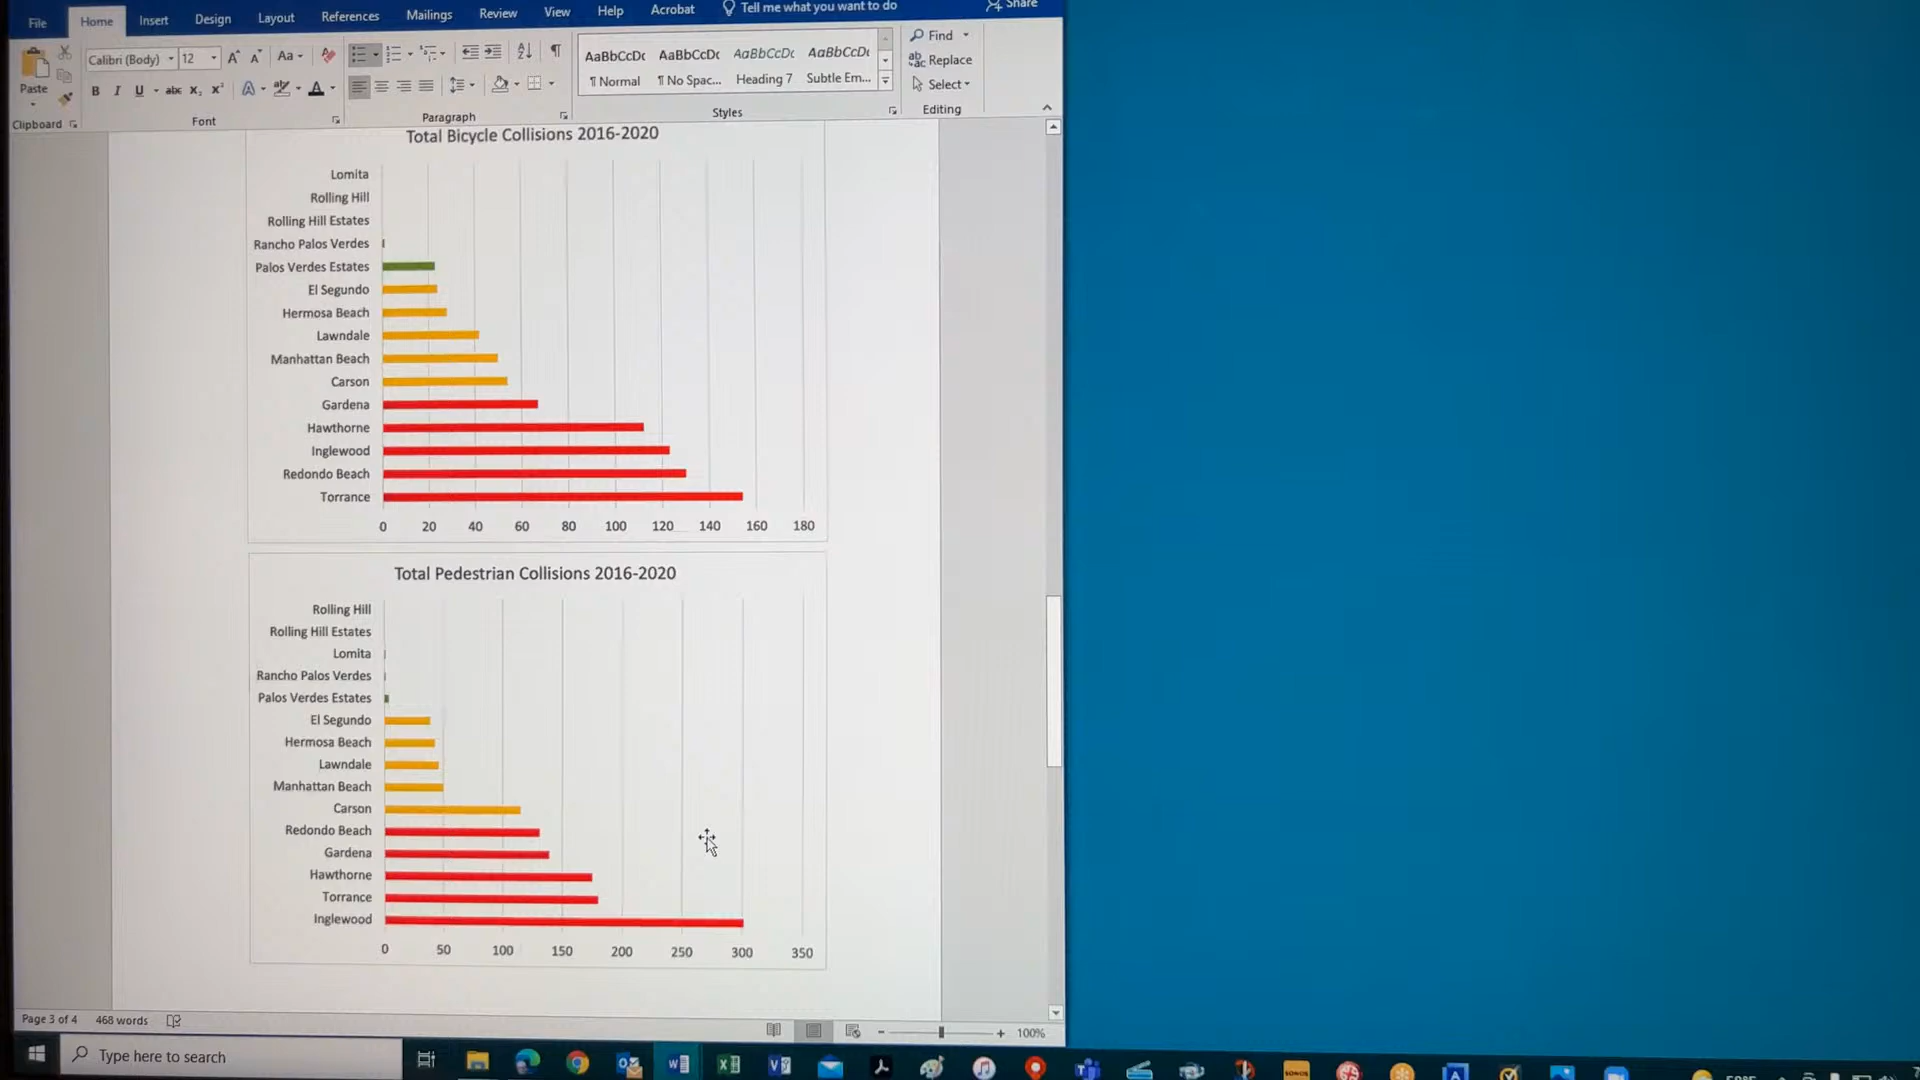 File Home Insert Design Layout References Mailings Review View Help Acrobat Tell me what you want to do Share
Calibri (Body) 12 Aa
AaBbCcDc AaBbCcDc AaBbCcDc AaBbCcDt
Find
Replace
Select
Paste
B I U abc X₂ X² A A
¶ Normal ¶ No Spac... Heading 7 Subtle Em...
Clipboard Font Paragraph Styles Editing
Total Bicycle Collisions 2016-2020
Lomita
Rolling Hill
Rolling Hill Estates
Rancho Palos Verdes
Palos Verdes Estates
El Segundo
Hermosa Beach
Lawndale
Manhattan Beach
Carson
Gardena
Hawthorne
Inglewood
Redondo Beach
Torrance
0 20 40 60 80 100 120 140 160 180
Total Pedestrian Collisions 2016-2020
Rolling Hill
Rolling Hill Estates
Lomita
Rancho Palos Verdes
Palos Verdes Estates
El Segundo
Hermosa Beach
Lawndale
Manhattan Beach
Carson
Redondo Beach
Gardena
Hawthorne
Torrance
Inglewood
0 50 100 150 200 250 300 350
Page 3 of 4 468 words 100%
Type here to search